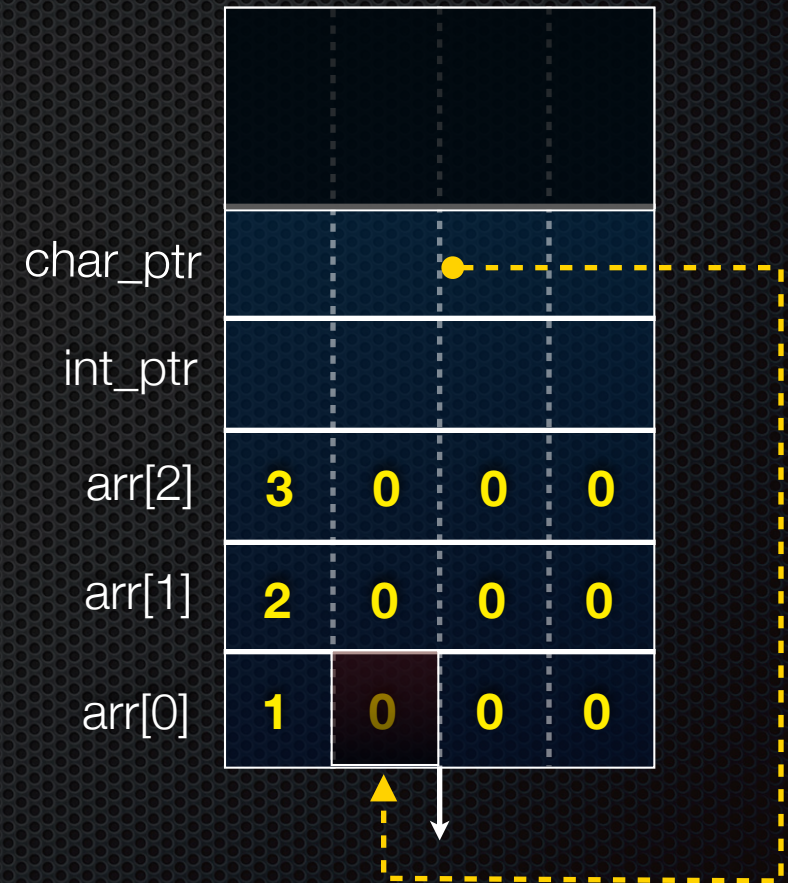 char_ptr
int_ptr
arr[2] 3 0 0 0
arr[1] 2 0 0 0
arr[0] 1 0 0 0